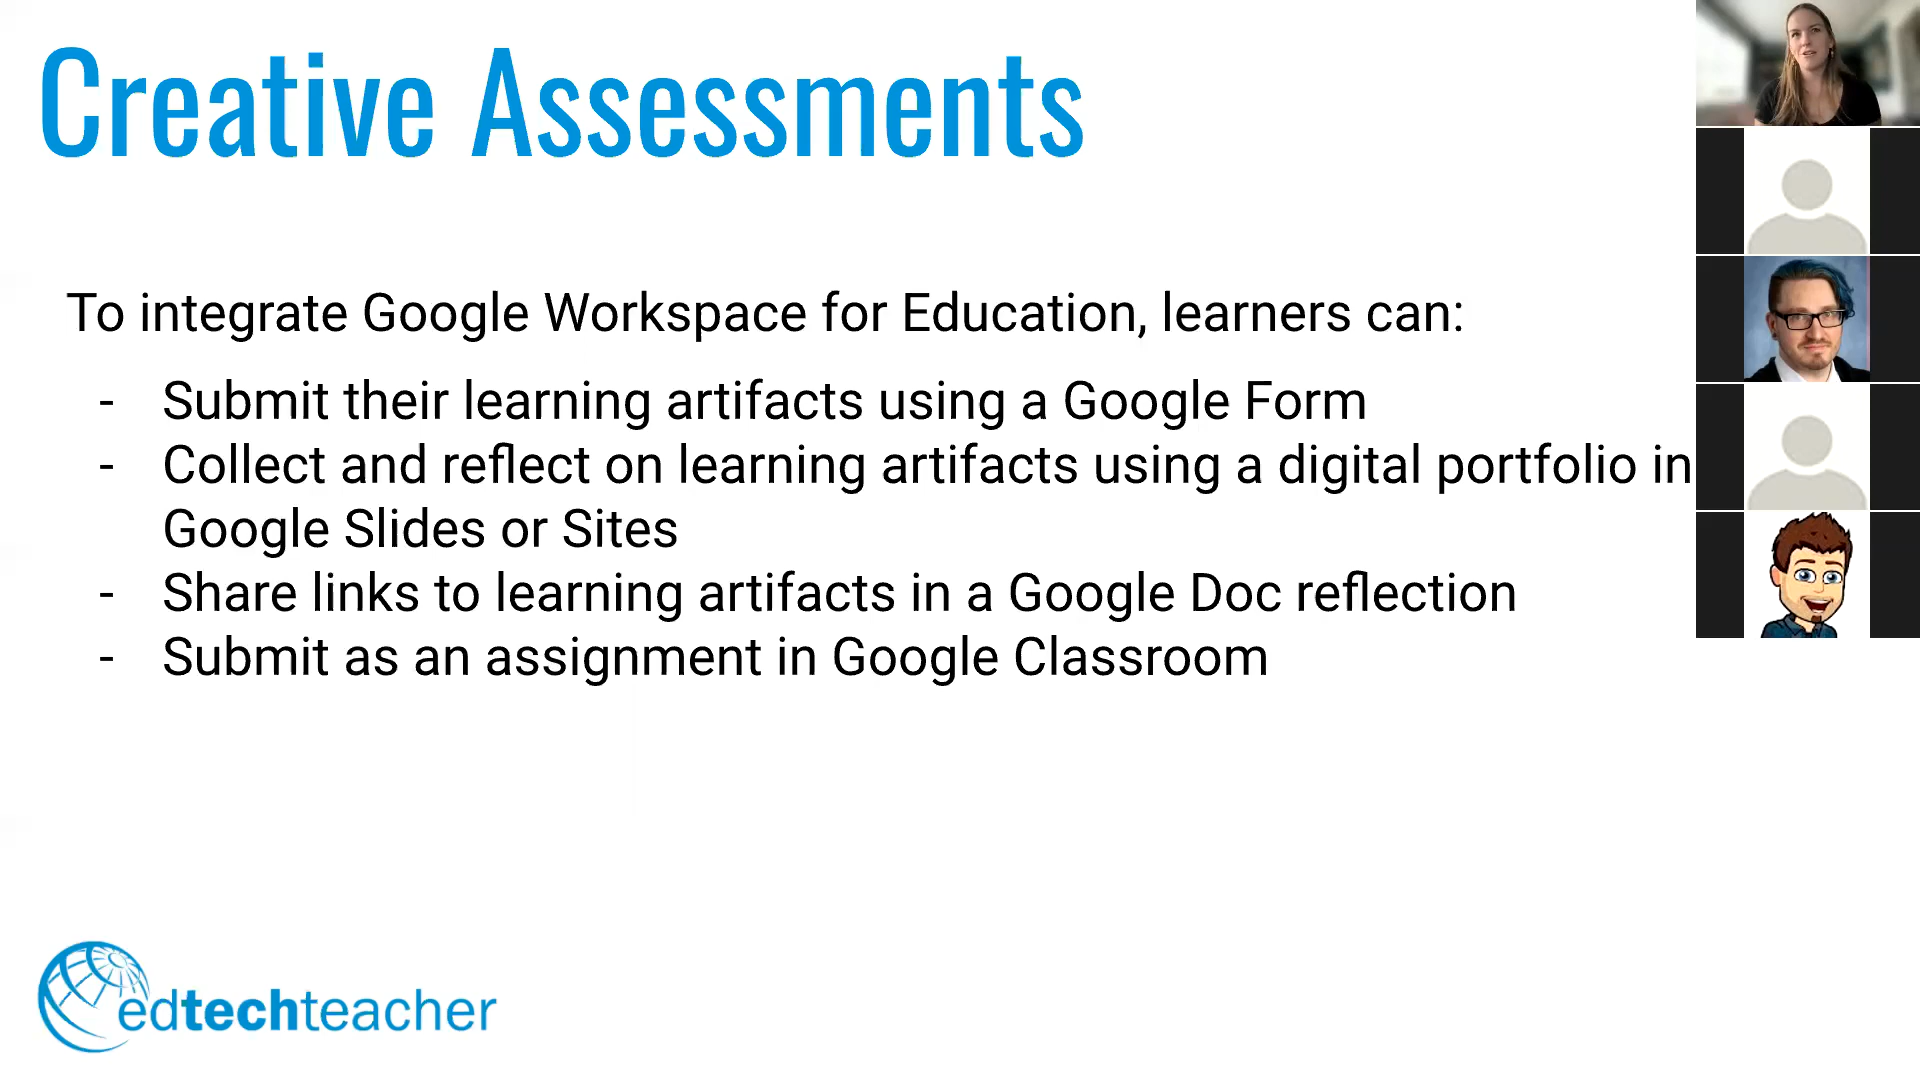 Creative Assessments
To integrate Google Workspace for Education, learners can:
- Submit their learning artifacts using a Google Form
- Collect and reflect on learning artifacts using a digital portfolio in
Google Slides or Sites
- Share links to learning artifacts in a Google Doc reflection
- Submit as an assignment in Google Classroom
edtechteacher